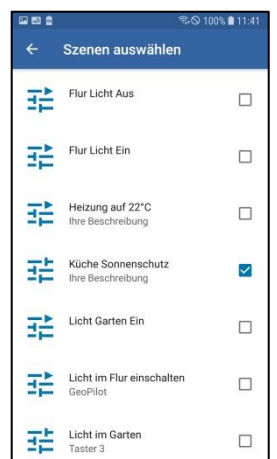 100% 11:41
Szenen auswählen
Flur Licht Aus
Flur Licht Ein
Heizung auf 22°C
Ihre Beschreibung
Küche Sonnenschutz
Ihre Beschreibung
Licht Garten Ein
Licht im Flur einschalten
GeoPilot
Licht im Garten
Taster 3